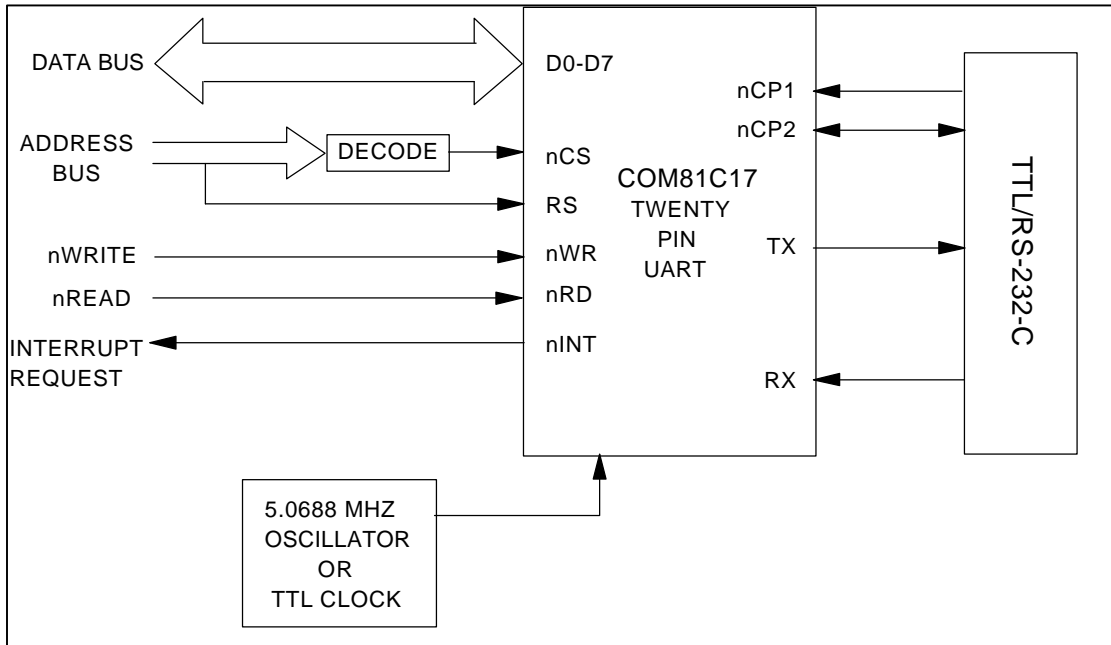 DATA BUS
D0-D7
nCP1
nCP2
ADDRESS
BUS
DECODE
nCS
RS
COM81C17
TWENTY
PIN
UART
nWRITE
nWR
TX
nREAD
nRD
INTERRUPT
REQUEST
nINT
RX
TTL/RS-232-C
5.0688 MHZ
OSCILLATOR
OR
TTL CLOCK